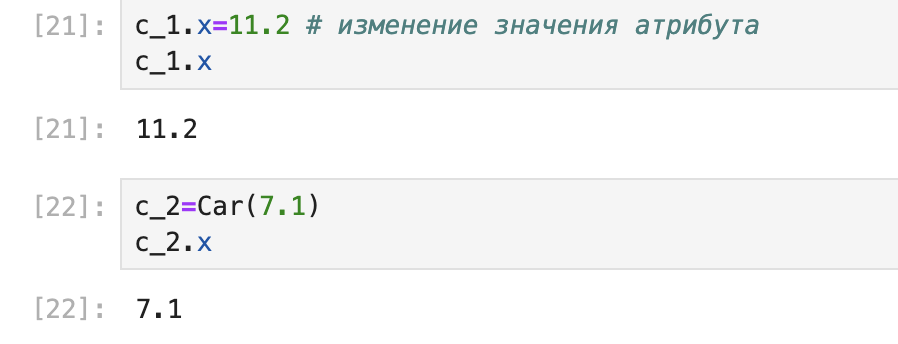 [21]: c_1.x=11.2 # изменение значения атрибута
c_1.x
[21]: 11.2
[22]: c_2=Car(7.1)
c_2.x
[22]: 7.1